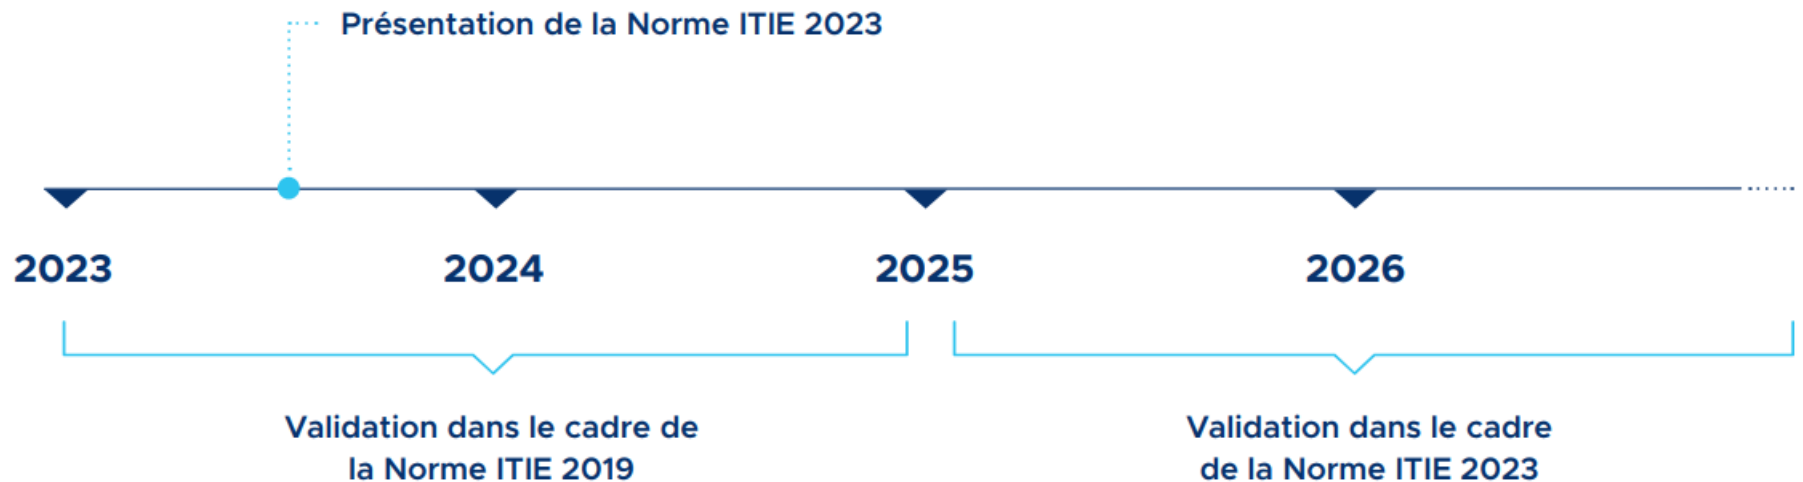 Présentation de la Norme ITIE 2023
2023
2024
2025
2026
Validation dans le cadre de
la Norme ITIE 2019
Validation dans le cadre
de la Norme ITIE 2023